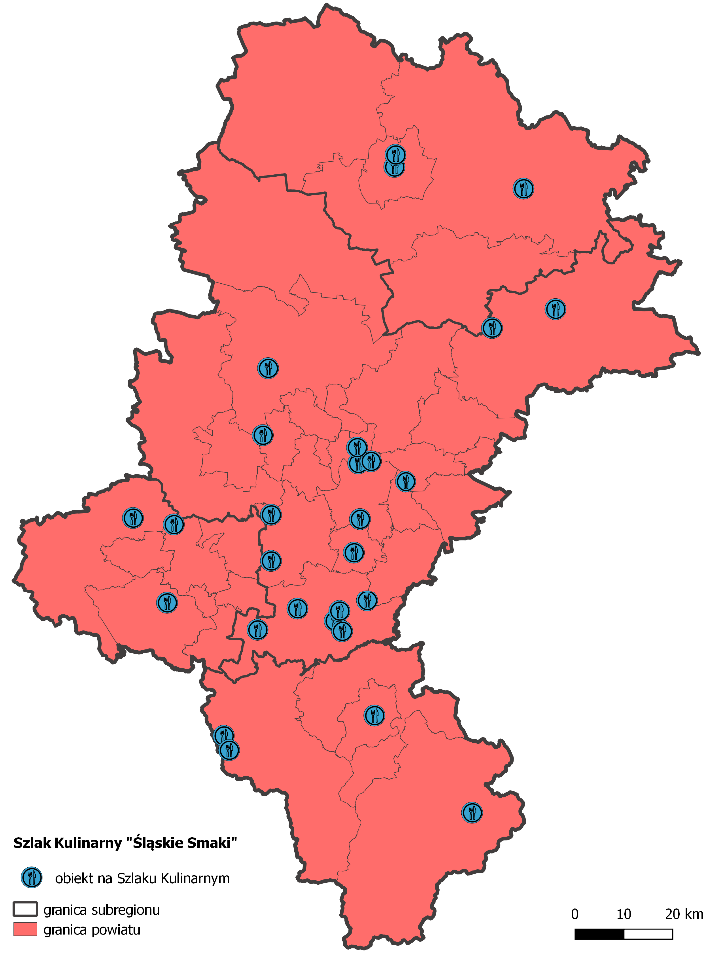 Szlak Kulinarny "Śląskie Smaki"
obiekt na Szlaku Kulinarnym
granica subregionu
granica powiatu
0 10 20 km